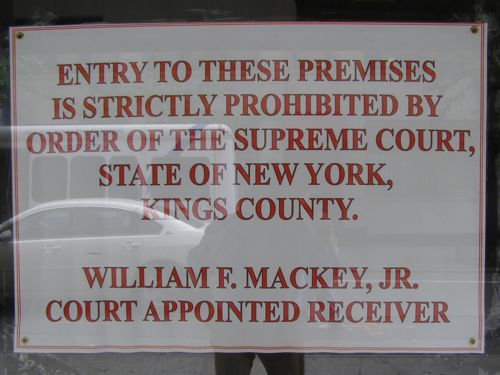 ENTRY TO THESE PREMISES
IS STRICTLY PROHIBITED BY
ORDER OF THE SUPREME COURT,
STATE OF NEW YORK,
KINGS COUNTY.
WILLIAM F. MACKEY, JR.
COURT APPOINTED RECEIVER